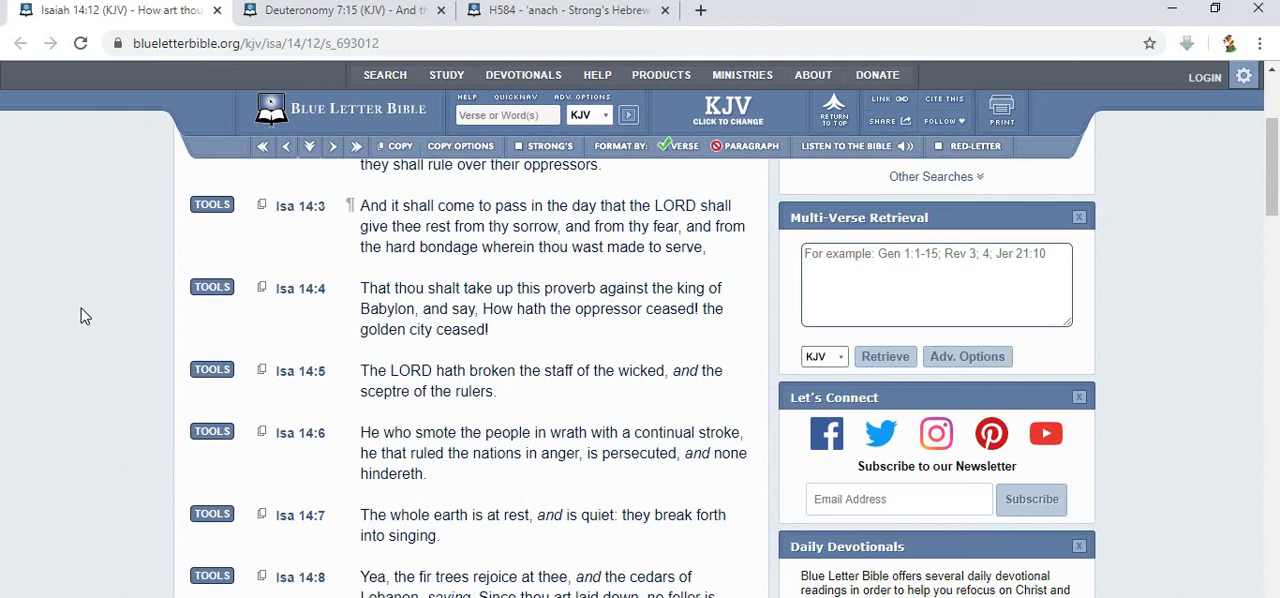 Isaiah 14:12 (KJV) - How art thou
Deuteronomy 7:15 (KJV) - And th
H584 - 'anach - Strong's Hebrew
blueletterbible.org/kjv/isa/14/12/s_693012
SEARCH STUDY DEVOTIONALS HELP PRODUCTS MINISTRIES ABOUT DONATE LOGIN
BLUE LETTER BIBLE
HELP QUICKNAV ADV. OPTIONS
Verse or Word(s) KJV
KJV
CLICK TO CHANGE
RETURN
TO TOP
LINK CITE THIS
SHARE FOLLOW
PRINT
COPY COPY OPTIONS STRONG'S FORMAT BY: VERSE PARAGRAPH LISTEN TO THE BIBLE RED-LETTER
they shall rule over their oppressors.
TOOLS Isa 14:3 ¶ And it shall come to pass in the day that the LORD shall
give thee rest from thy sorrow, and from thy fear, and from
the hard bondage wherein thou wast made to serve,
TOOLS Isa 14:4 That thou shalt take up this proverb against the king of
Babylon, and say, How hath the oppressor ceased! the
golden city ceased!
TOOLS Isa 14:5 The LORD hath broken the staff of the wicked, and the
sceptre of the rulers.
TOOLS Isa 14:6 He who smote the people in wrath with a continual stroke,
he that ruled the nations in anger, is persecuted, and none
hindereth.
TOOLS Isa 14:7 The whole earth is at rest, and is quiet: they break forth
into singing.
TOOLS Isa 14:8 Yea, the fir trees rejoice at thee, and the cedars of
Lebanon, saying, Since thou art laid down, no feller is
Other Searches
Multi-Verse Retrieval X
For example: Gen 1:1-15; Rev 3; 4; Jer 21:10
KJV Retrieve Adv. Options
Let's Connect X
Subscribe to our Newsletter
Email Address Subscribe
Daily Devotionals X
Blue Letter Bible offers several daily devotional
readings in order to help you refocus on Christ and